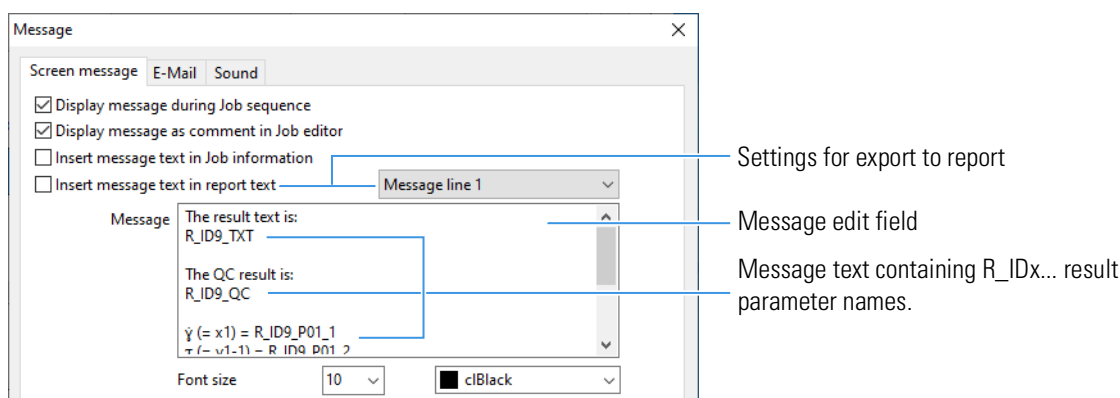 Message
Screen message E-Mail Sound
Display message during Job sequence
Display message as comment in Job editor
Insert message text in Job information
Insert message text in report text Message line 1
Message
The result text is:
R_ID9_TXT
The QC result is:
R_ID9_QC
γ̇ (= x1) = R_ID9_P01_1
τ (= y1-1) = R_ID9_P01_2
Font size 10 clBlack
Settings for export to report
Message edit field
Message text containing R_IDx... result
parameter names.